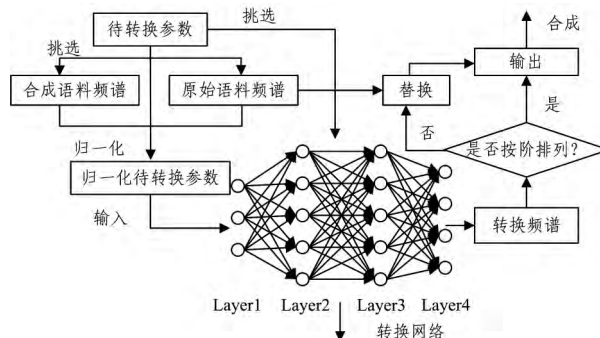 待转换参数
挑选
挑选
合成
输出
合成语料频谱
原始语料频谱
替换
是
否
是否按阶排列?
归一化
归一化待转换参数
输入
转换频谱
Layer1
Layer2
Layer3
Layer4
转换网络